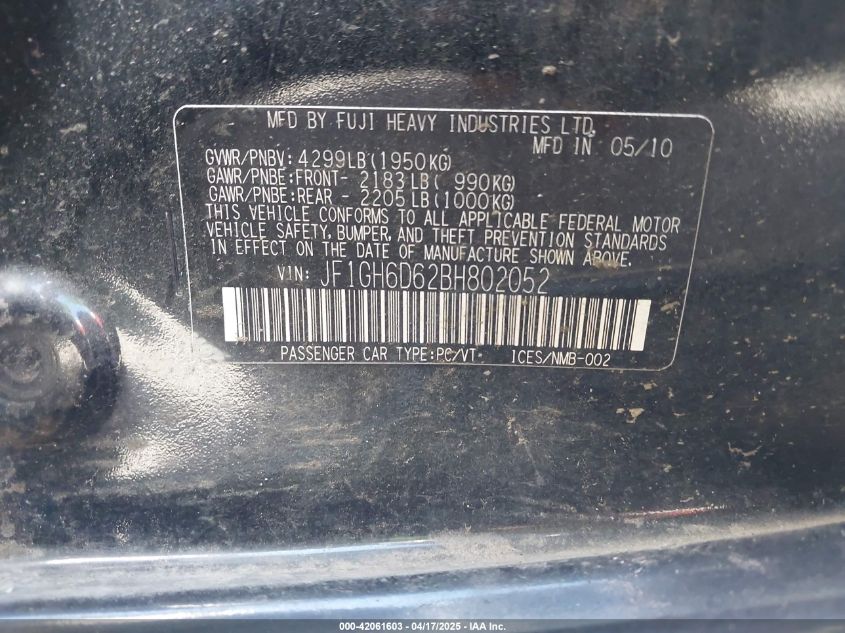 MFD BY FUJI HEAVY INDUSTRIES LTD.
MFD IN 05/10
GVWR/PNBV: 4299LB(1950KG)
GAWR/PNBE:FRONT- 2183LB( 990KG)
GAWR/PNBE:REAR - 2205LB(1000KG)
THIS VEHICLE CONFORMS TO ALL APPLICABLE FEDERAL MOTOR
VEHICLE SAFETY, BUMPER, AND THEFT PREVENTION STANDARDS
IN EFFECT ON THE DATE OF MANUFACTURE SHOWN ABOVE.
VIN: JF1GH6D62BH802052
PASSENGER CAR TYPE:PC/VT ICES/NMB-002
000-42061603 - 04/17/2025 - IAA Inc.